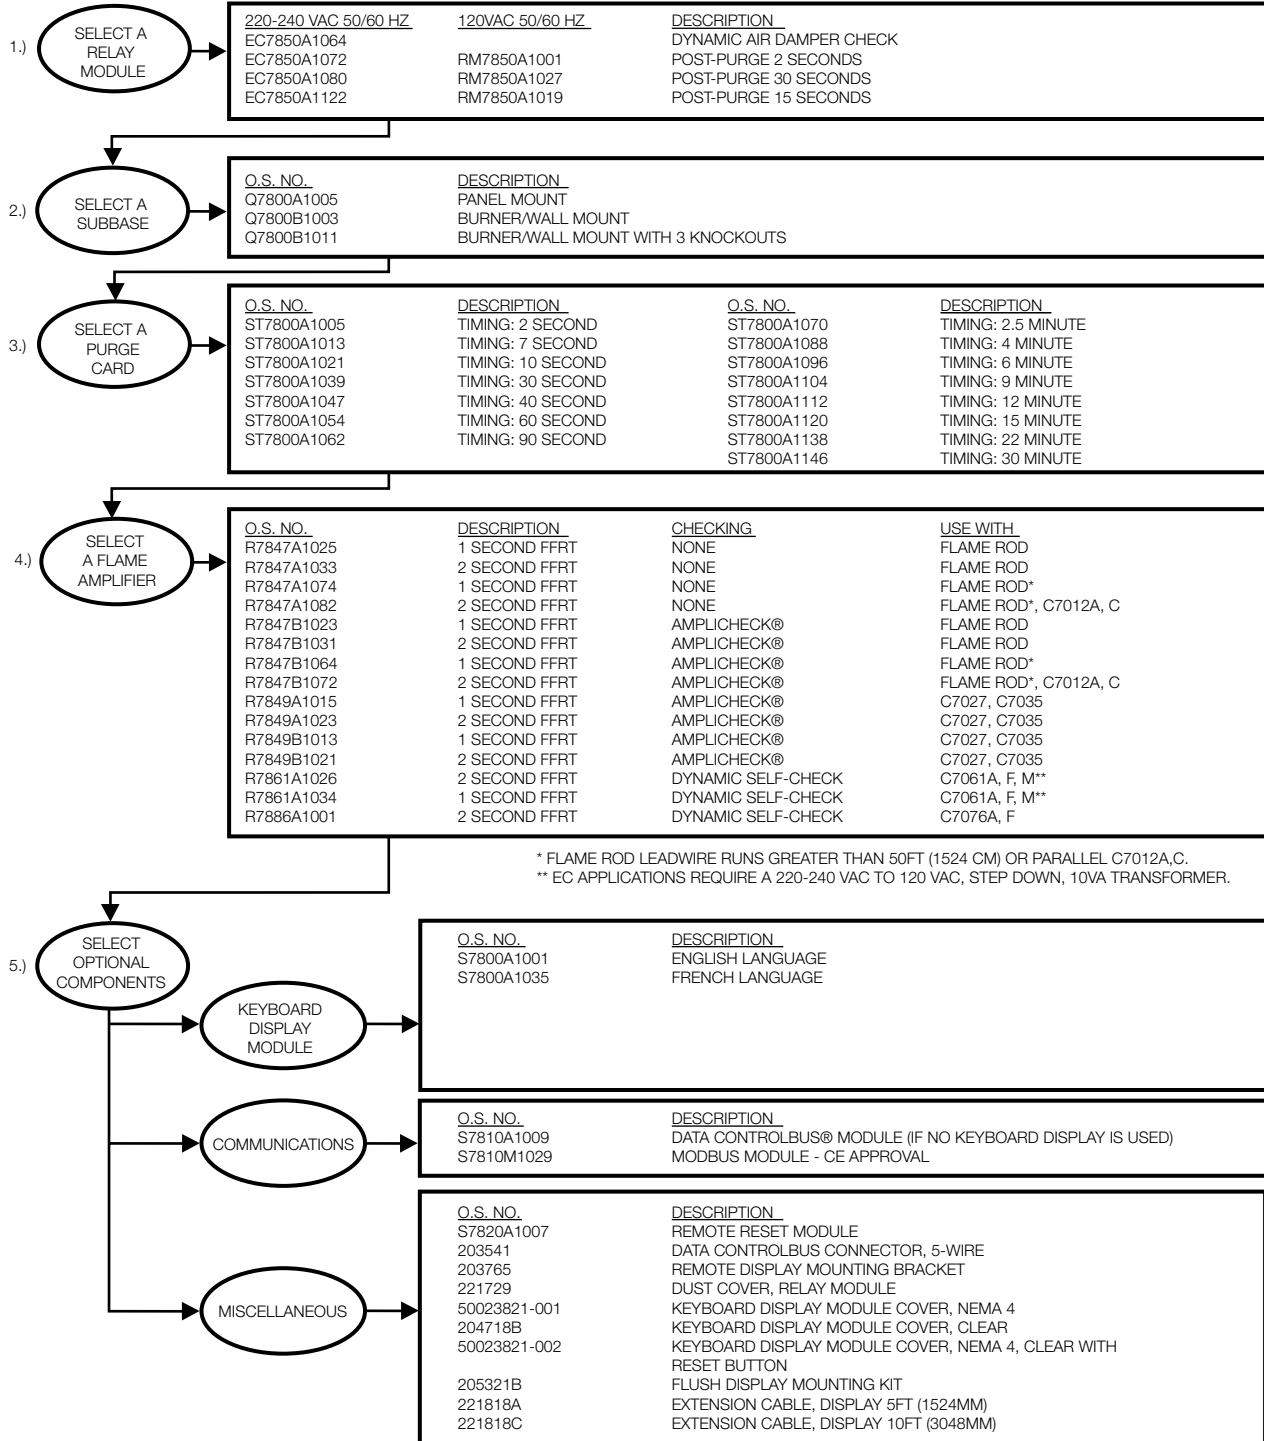 1.) SELECT A
RELAY
MODULE
220-240 VAC 50/60 HZ 120VAC 50/60 HZ DESCRIPTION
EC7850A1064 DYNAMIC AIR DAMPER CHECK
EC7850A1072 RM7850A1001 POST-PURGE 2 SECONDS
EC7850A1080 RM7850A1027 POST-PURGE 30 SECONDS
EC7850A1122 RM7850A1019 POST-PURGE 15 SECONDS
2.) SELECT A
SUBBASE
O.S. NO. DESCRIPTION
Q7800A1005 PANEL MOUNT
Q7800B1003 BURNER/WALL MOUNT
Q7800B1011 BURNER/WALL MOUNT WITH 3 KNOCKOUTS
3.) SELECT A
PURGE
CARD
O.S. NO. DESCRIPTION O.S. NO. DESCRIPTION
ST7800A1005 TIMING: 2 SECOND ST7800A1070 TIMING: 2.5 MINUTE
ST7800A1013 TIMING: 7 SECOND ST7800A1088 TIMING: 4 MINUTE
ST7800A1021 TIMING: 10 SECOND ST7800A1096 TIMING: 6 MINUTE
ST7800A1039 TIMING: 30 SECOND ST7800A1104 TIMING: 9 MINUTE
ST7800A1047 TIMING: 40 SECOND ST7800A1112 TIMING: 12 MINUTE
ST7800A1054 TIMING: 60 SECOND ST7800A1120 TIMING: 15 MINUTE
ST7800A1062 TIMING: 90 SECOND ST7800A1138 TIMING: 22 MINUTE
ST7800A1146 TIMING: 30 MINUTE
4.) SELECT
A FLAME
AMPLIFIER
O.S. NO. DESCRIPTION CHECKING USE WITH
R7847A1025 1 SECOND FFRT NONE FLAME ROD
R7847A1033 2 SECOND FFRT NONE FLAME ROD
R7847A1074 1 SECOND FFRT NONE FLAME ROD*
R7847A1082 2 SECOND FFRT NONE FLAME ROD*, C7012A, C
R7847B1023 1 SECOND FFRT AMPLICHECK® FLAME ROD
R7847B1031 2 SECOND FFRT AMPLICHECK® FLAME ROD
R7847B1064 1 SECOND FFRT AMPLICHECK® FLAME ROD*
R7847B1072 2 SECOND FFRT AMPLICHECK® FLAME ROD*, C7012A, C
R7849A1015 1 SECOND FFRT AMPLICHECK® C7027, C7035
R7849A1023 2 SECOND FFRT AMPLICHECK® C7027, C7035
R7849B1013 1 SECOND FFRT AMPLICHECK® C7027, C7035
R7849B1021 2 SECOND FFRT AMPLICHECK® C7027, C7035
R7861A1026 2 SECOND FFRT DYNAMIC SELF-CHECK C7061A, F, M**
R7861A1034 1 SECOND FFRT DYNAMIC SELF-CHECK C7061A, F, M**
R7886A1001 2 SECOND FFRT DYNAMIC SELF-CHECK C7076A, F
* FLAME ROD LEADWIRE RUNS GREATER THAN 50FT (1524 CM) OR PARALLEL C7012A,C.
** EC APPLICATIONS REQUIRE A 220-240 VAC TO 120 VAC, STEP DOWN, 10VA TRANSFORMER.
5.) SELECT
OPTIONAL
COMPONENTS
KEYBOARD
DISPLAY
MODULE
O.S. NO. DESCRIPTION
S7800A1001 ENGLISH LANGUAGE
S7800A1035 FRENCH LANGUAGE
COMMUNICATIONS
O.S. NO. DESCRIPTION
S7810A1009 DATA CONTROLBUS® MODULE (IF NO KEYBOARD DISPLAY IS USED)
S7810M1029 MODBUS MODULE - CE APPROVAL
MISCELLANEOUS
O.S. NO. DESCRIPTION
S7820A1007 REMOTE RESET MODULE
203541 DATA CONTROLBUS CONNECTOR, 5-WIRE
203765 REMOTE DISPLAY MOUNTING BRACKET
221729 DUST COVER, RELAY MODULE
50023821-001 KEYBOARD DISPLAY MODULE COVER, NEMA 4
204718B KEYBOARD DISPLAY MODULE COVER, CLEAR
50023821-002 KEYBOARD DISPLAY MODULE COVER, NEMA 4, CLEAR WITH
RESET BUTTON
205321B FLUSH DISPLAY MOUNTING KIT
221818A EXTENSION CABLE, DISPLAY 5FT (1524MM)
221818C EXTENSION CABLE, DISPLAY 10FT (3048MM)